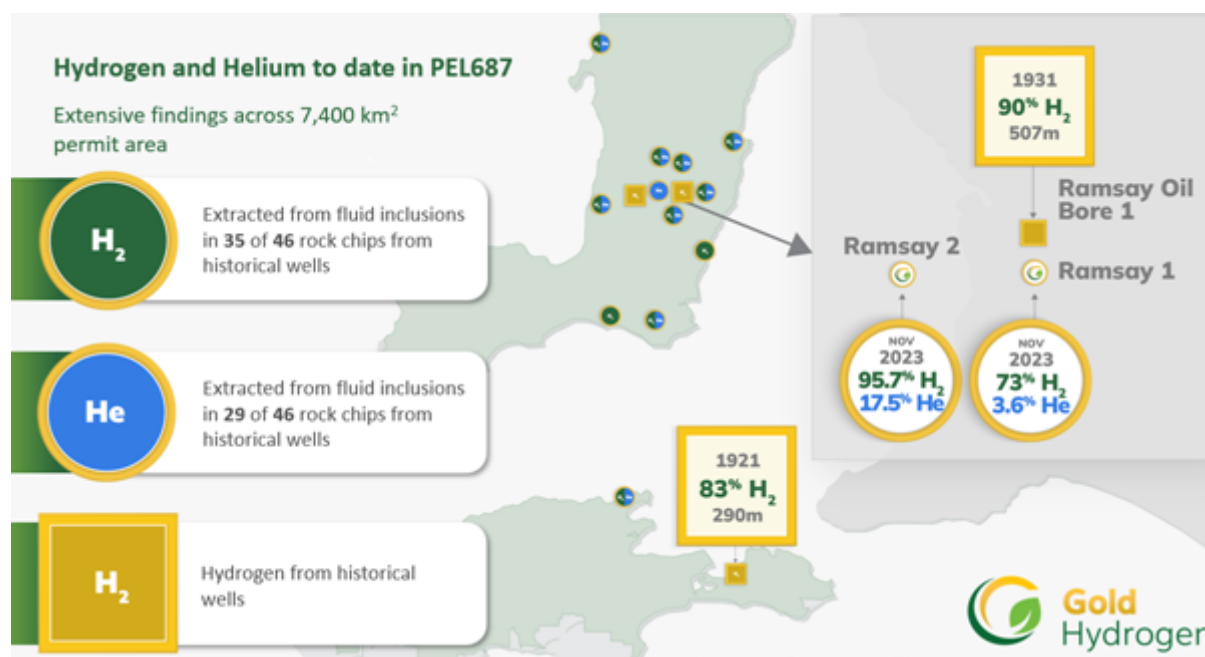 Hydrogen and Helium to date in PEL687
Extensive findings across 7,400 km²
permit area
H₂
Extracted from fluid inclusions
in 35 of 46 rock chips from
historical wells
He
Extracted from fluid inclusions
in 29 of 46 rock chips from
historical wells
H₂
Hydrogen from historical
wells
1921
83% H₂
290m
1931
90% H₂
507m
Ramsay Oil
Bore 1
Ramsay 2
Ramsay 1
NOV
2023
95.7% H₂
17.5% He
NOV
2023
73% H₂
3.6% He
Gold
Hydrogen